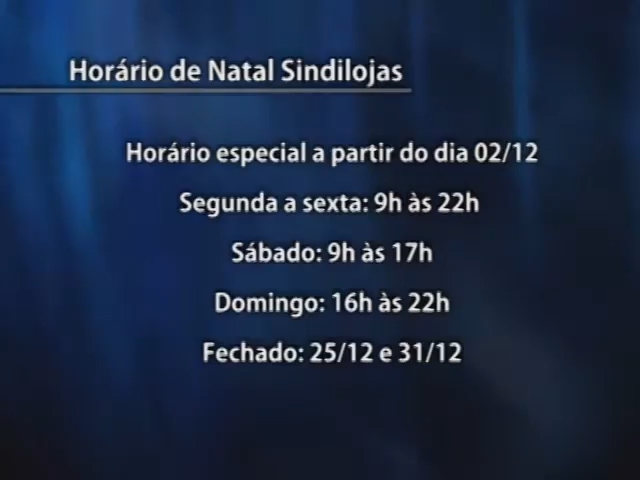 Horário de Natal Sindilojas
Horário especial a partir do dia 02/12
Segunda a sexta: 9h às 22h
Sábado: 9h às 17h
Domingo: 16h às 22h
Fechado: 25/12 e 31/12